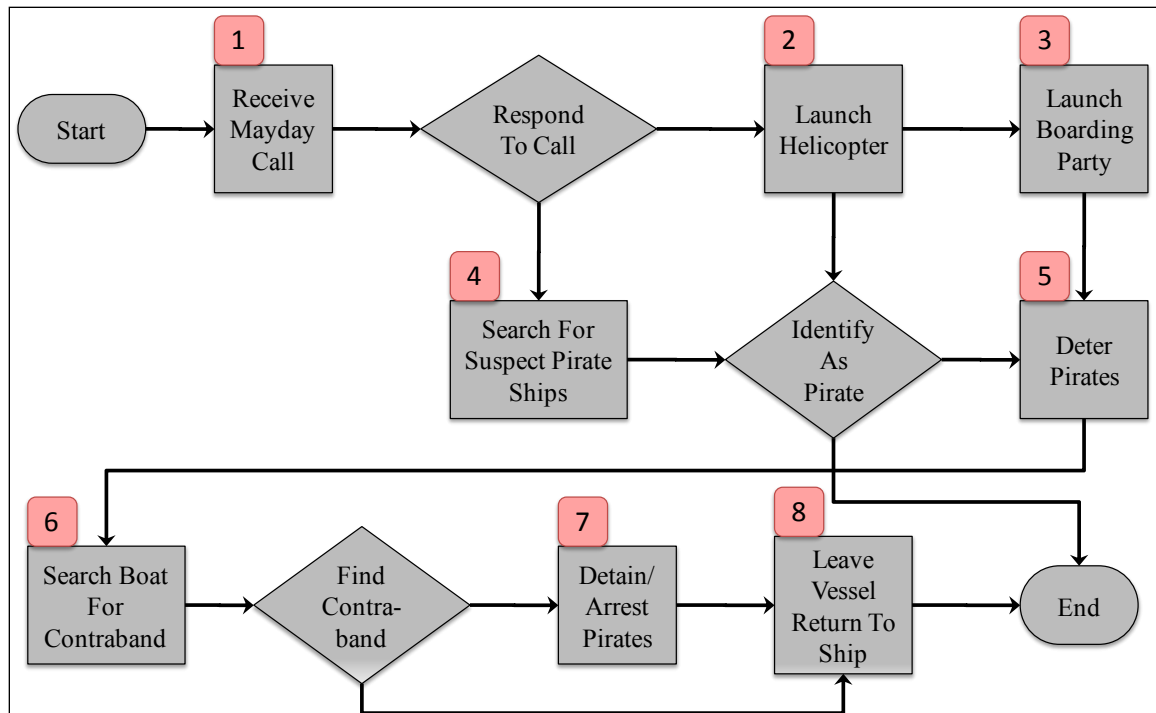 1
2
3
Start
Receive
Mayday
Call
Respond
To Call
Launch
Helicopter
Launch
Boarding
Party
4
5
Search For
Suspect Pirate
Ships
Identify
As
Pirate
Deter
Pirates
6
7
8
Search Boat
For
Contraband
Find
Contra-
band
Detain/
Arrest
Pirates
Leave
Vessel
Return To
Ship
End